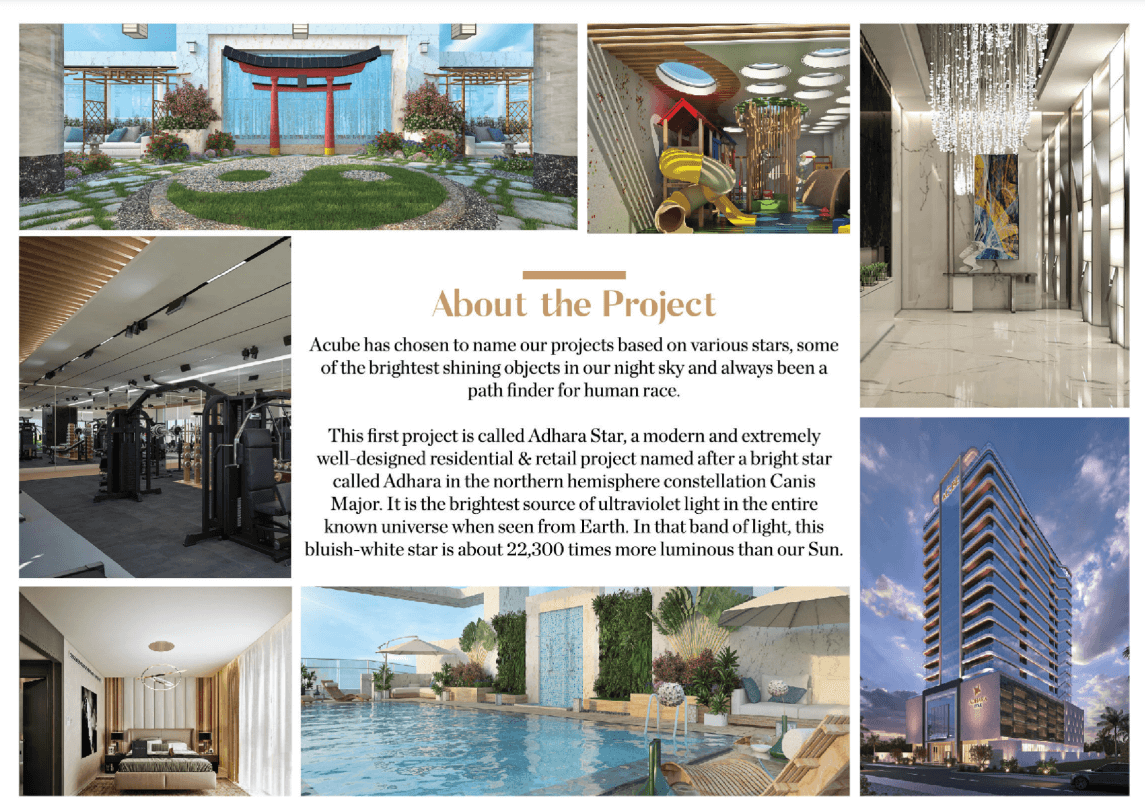 About the Project
Acube has chosen to name our projects based on various stars, some
of the brightest shining objects in our night sky and always been a
path finder for human race.
This first project is called Adhara Star, a modern and extremely
well-designed residential & retail project named after a bright star
called Adhara in the northern hemisphere constellation Canis
Major. It is the brightest source of ultraviolet light in the entire
known universe when seen from Earth. In that band of light, this
bluish-white star is about 22,300 times more luminous than our Sun.